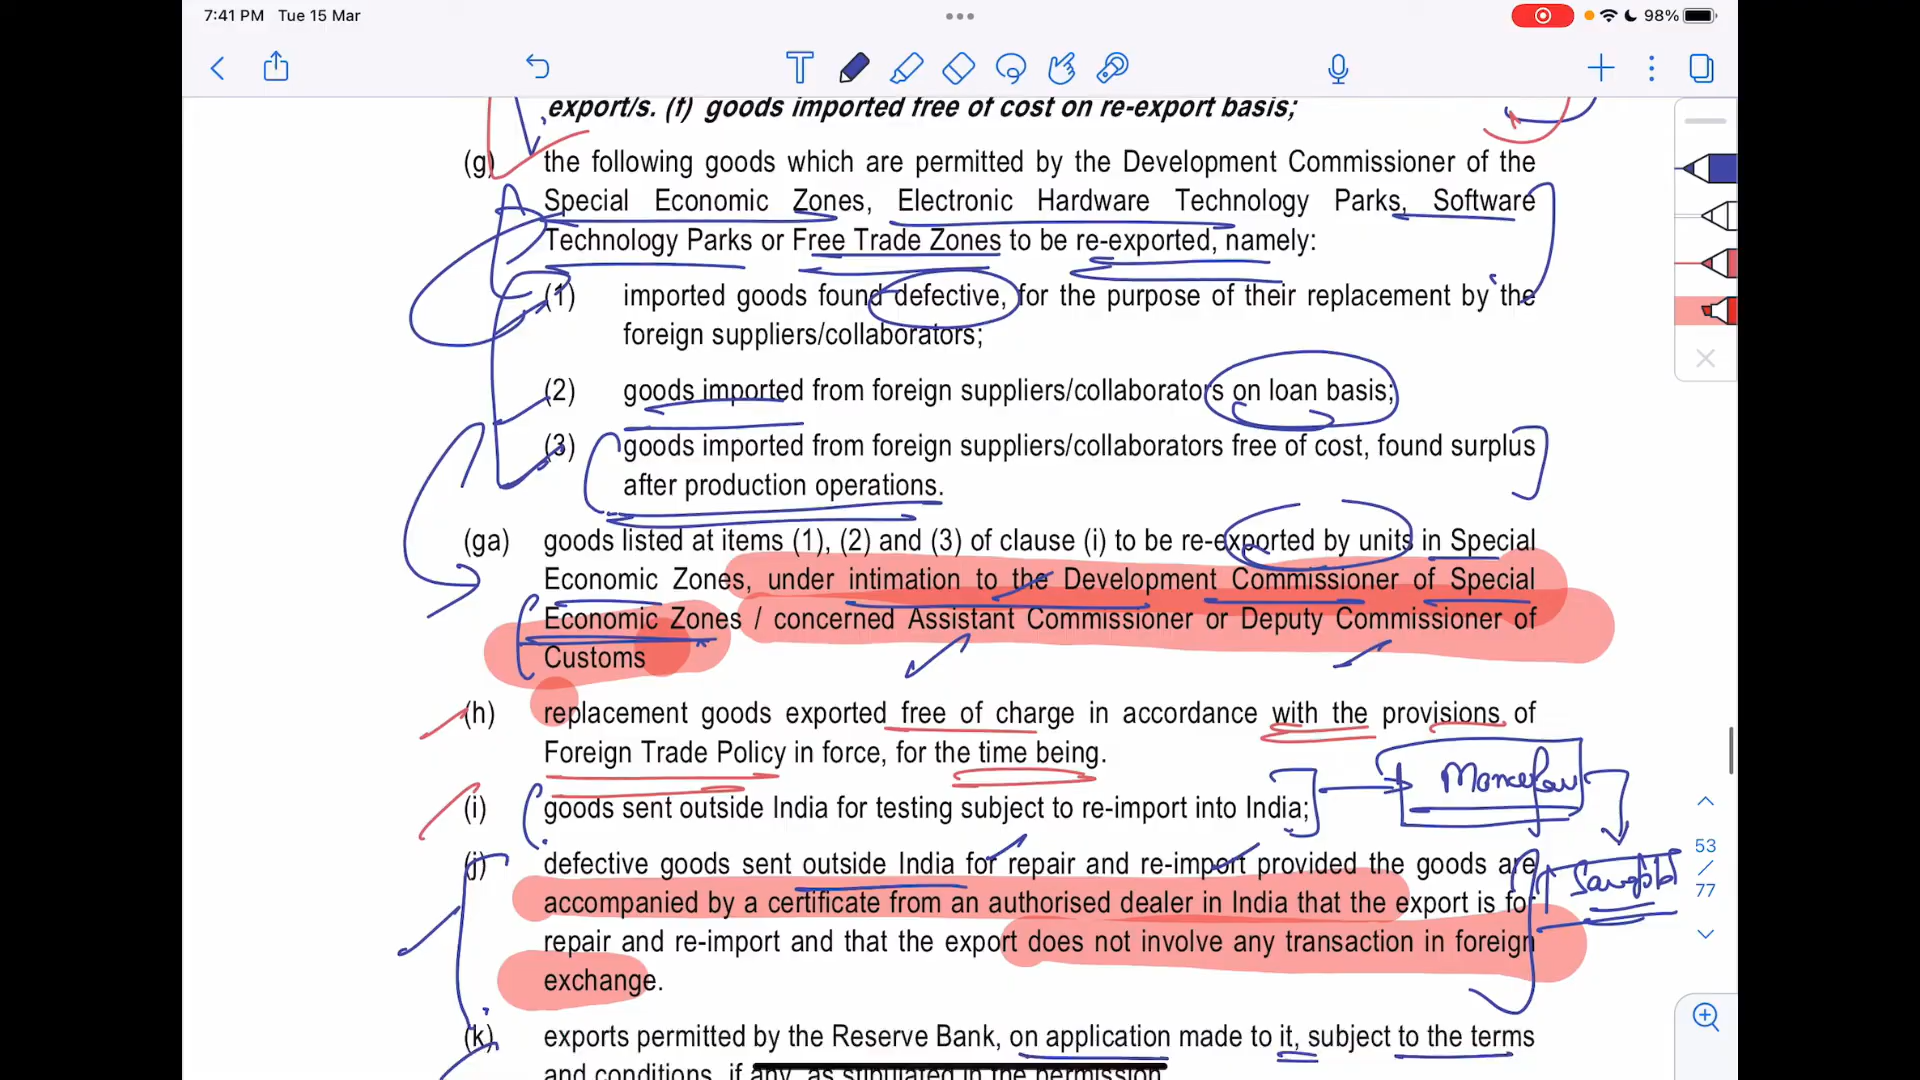 7:41 PM Tue 15 Mar
98%
export/s. (f) goods imported free of cost on re-export basis;
(g) the following goods which are permitted by the Development Commissioner of the
Special Economic Zones, Electronic Hardware Technology Parks, Software
Technology Parks or Free Trade Zones to be re-exported, namely:
(1) imported goods found defective, for the purpose of their replacement by the
foreign suppliers/collaborators;
(2) goods imported from foreign suppliers/collaborators on loan basis;
(3) goods imported from foreign suppliers/collaborators free of cost, found surplus
after production operations.
(ga) goods listed at items (1), (2) and (3) of clause (i) to be re-exported by units in Special
Economic Zones, under intimation to the Development Commissioner of Special
Economic Zones / concerned Assistant Commissioner or Deputy Commissioner of
Customs
(h) replacement goods exported free of charge in accordance with the provisions of
Foreign Trade Policy in force, for the time being.
(i) goods sent outside India for testing subject to re-import into India;
(j) defective goods sent outside India for repair and re-import provided the goods are
accompanied by a certificate from an authorised dealer in India that the export is for
repair and re-import and that the export does not involve any transaction in foreign
exchange.
(k) exports permitted by the Reserve Bank, on application made to it, subject to the terms
and conditions, if any, as stipulated in the permission.
53
/
77